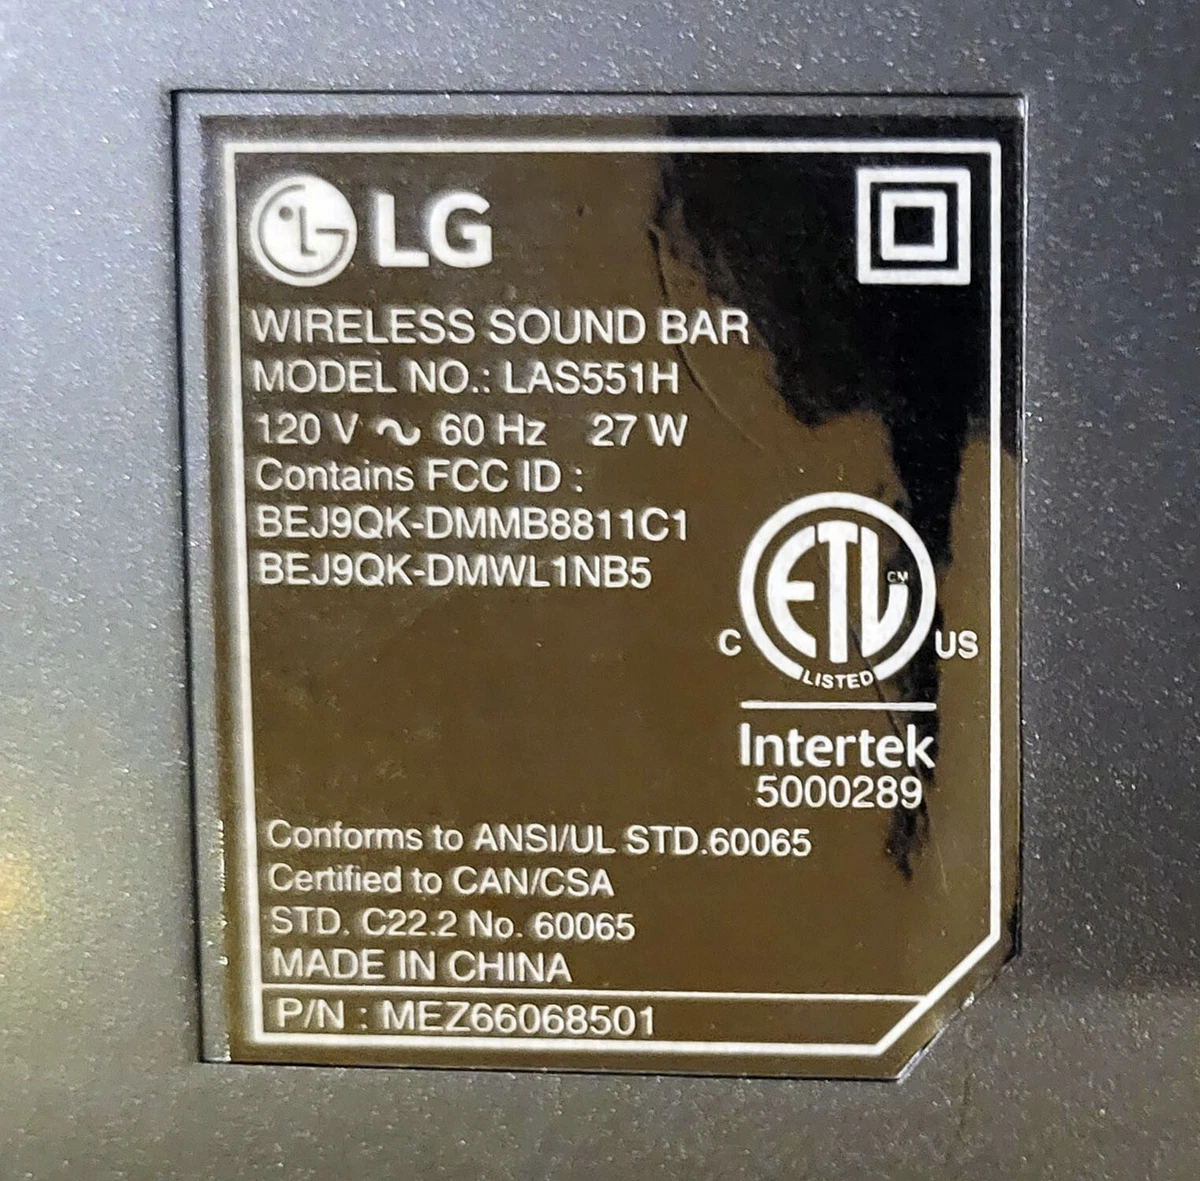 LG
WIRELESS SOUND BAR
MODEL NO.: LAS551H
120 V ~ 60 Hz 27 W
Contains FCC ID :
BEJ9QK-DMMB8811C1
BEJ9QK-DMWL1NB5
ETL CM
C US
LISTED
Intertek
5000289
Conforms to ANSI/UL STD.60065
Certified to CAN/CSA
STD. C22.2 No. 60065
MADE IN CHINA
P/N : MEZ66068501